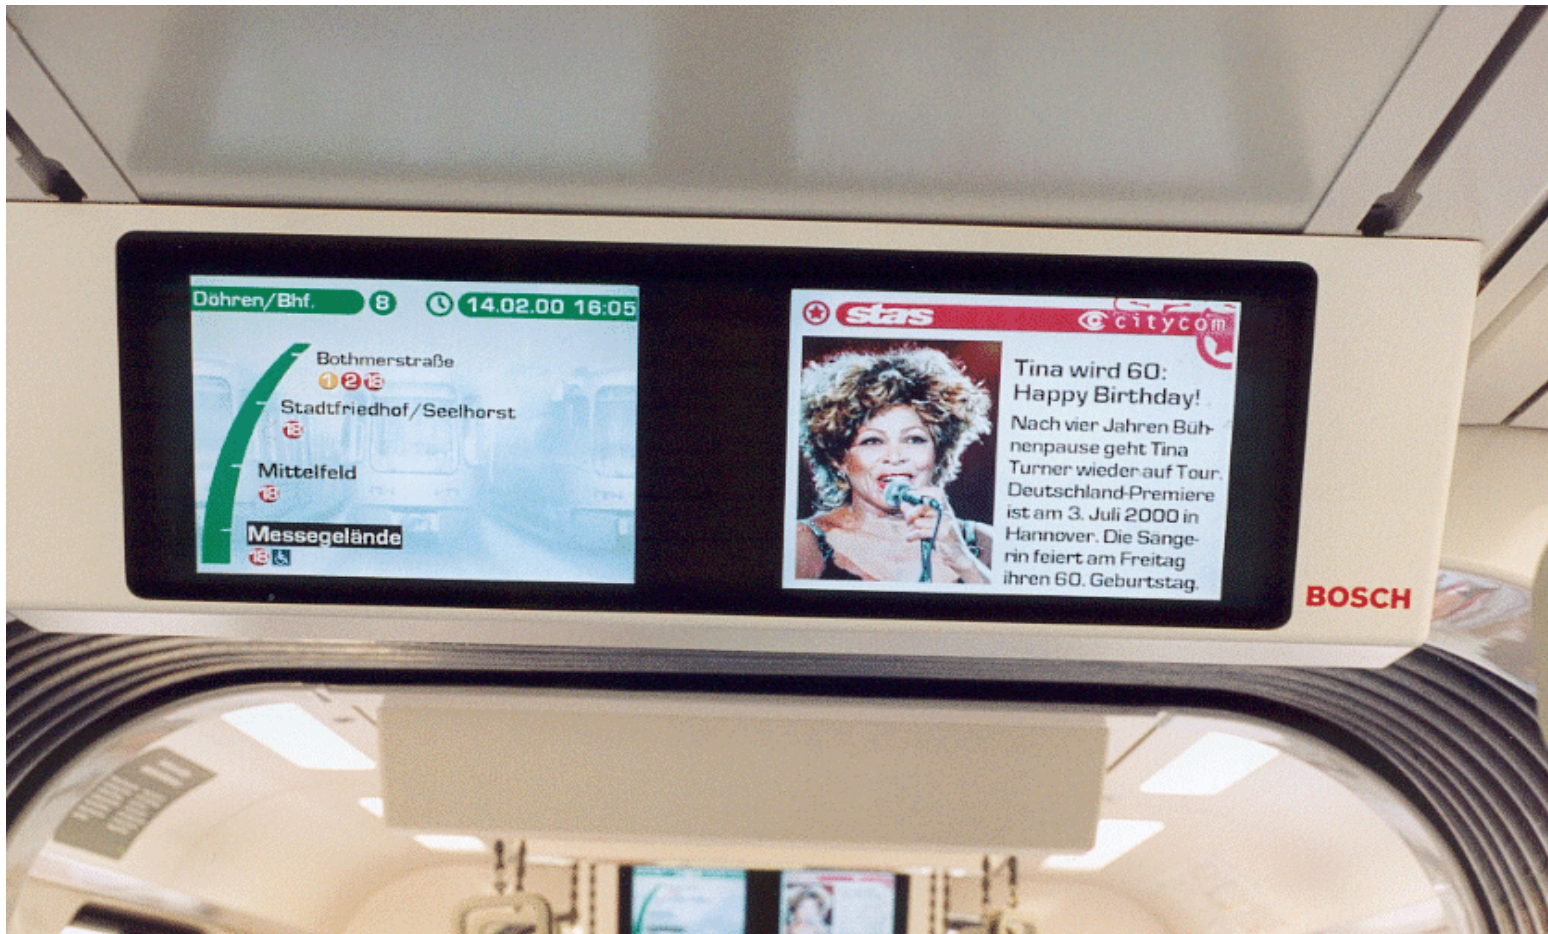 Döhren/Bhf. 8 14.02.00 16:05
Bothmerstraße
1 2 18
Stadtfriedhof/Seelhorst
18
Mittelfeld
18
Messegelände
18
stars
citycom
Tina wird 60:
Happy Birthday!
Nach vier Jahren Büh-
nenpause geht Tina
Turner wieder auf Tour.
Deutschland-Premiere
ist am 3. Juli 2000 in
Hannover. Die Sänge-
rin feiert am Freitag
ihren 60. Geburtstag.
BOSCH